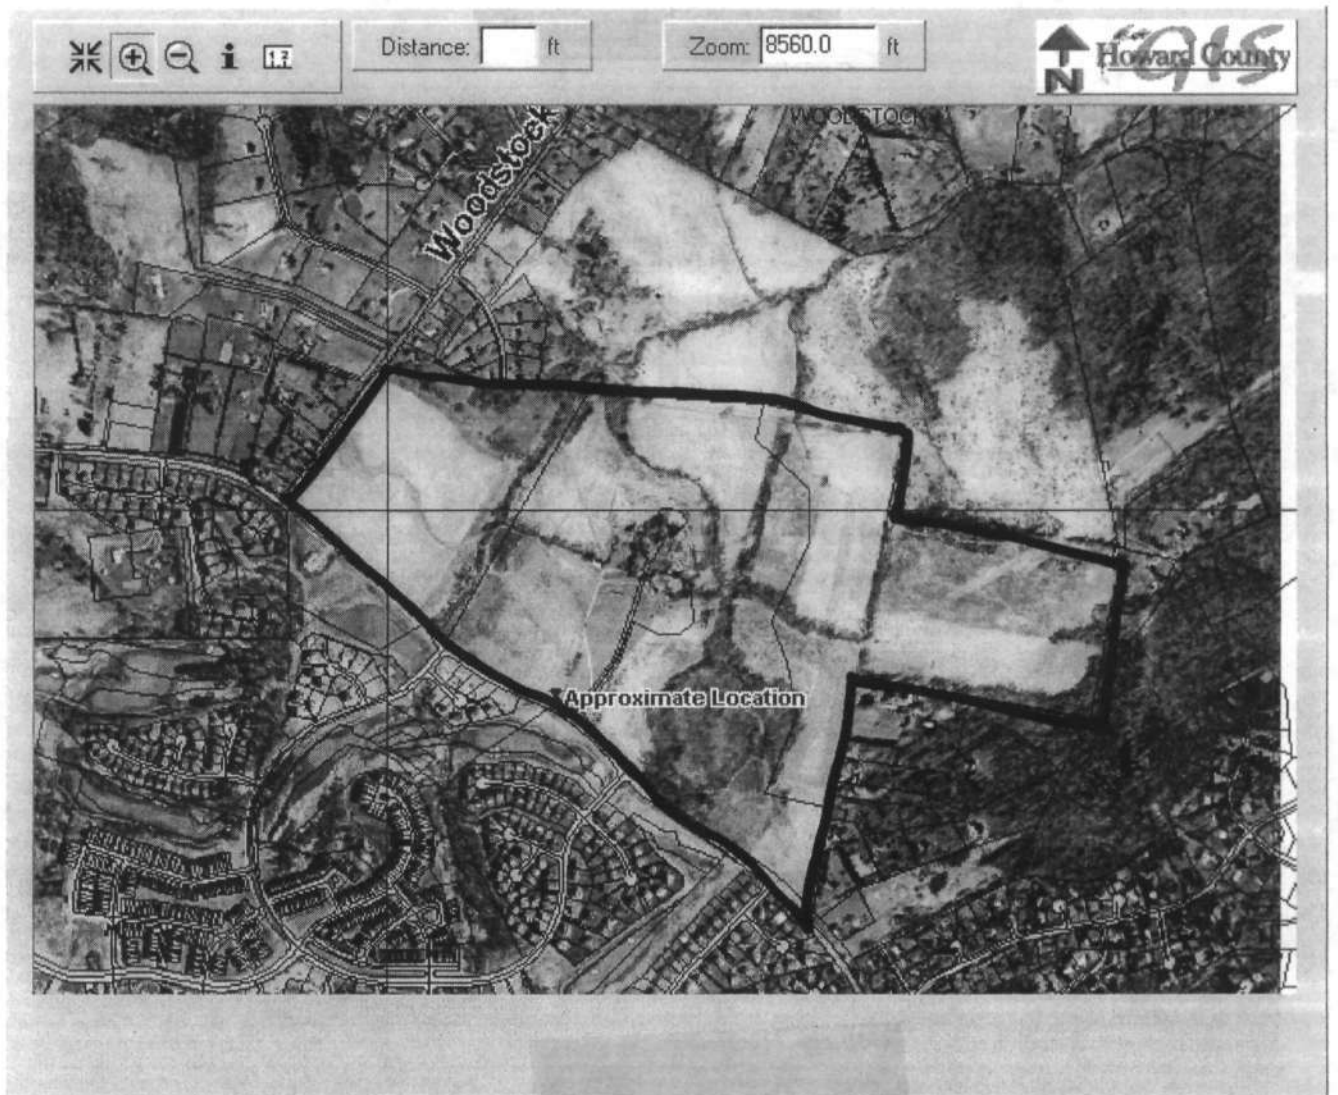 Distance: ft
Zoom: 8560.0 ft
Howard County
GIS
N
WOODSTOCK
Woodstock
Approximate Location